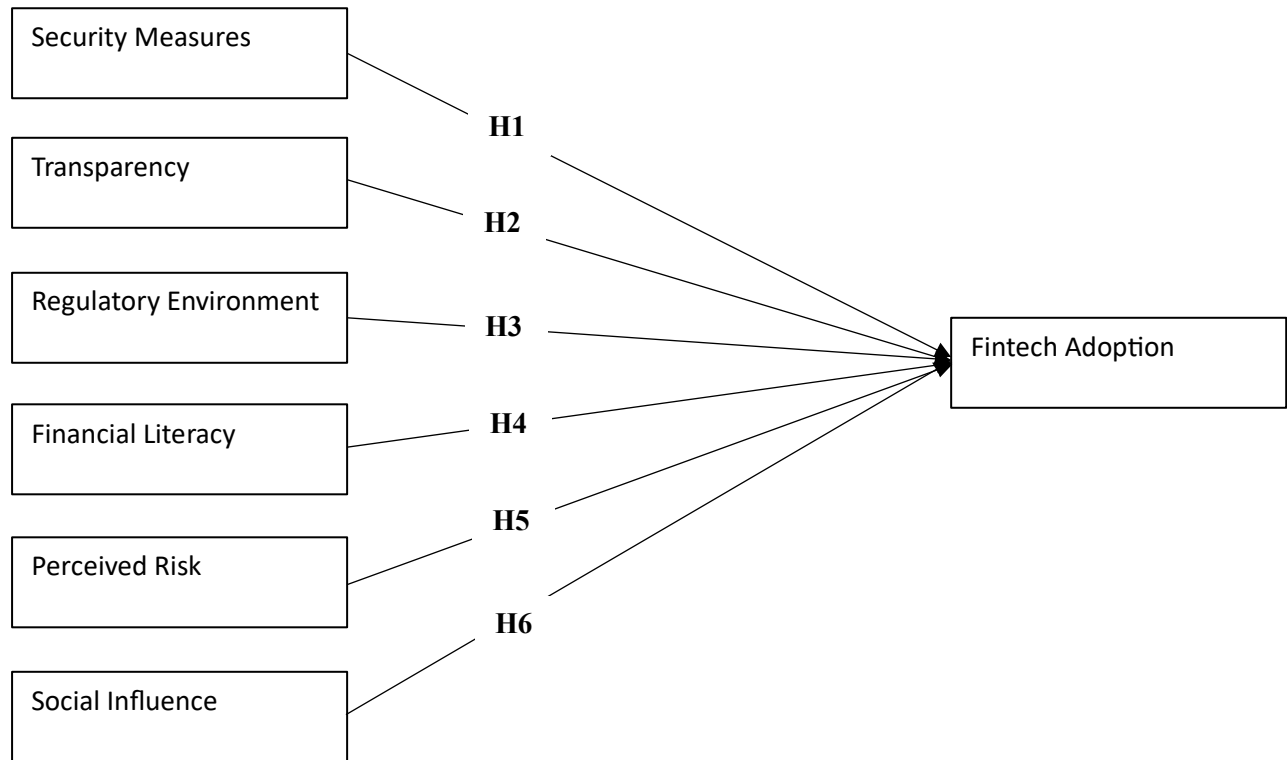 Security Measures
H1
Transparency
H2
Regulatory Environment
H3
Fintech Adoption
Financial Literacy
H4
H5
Perceived Risk
H6
Social Influence